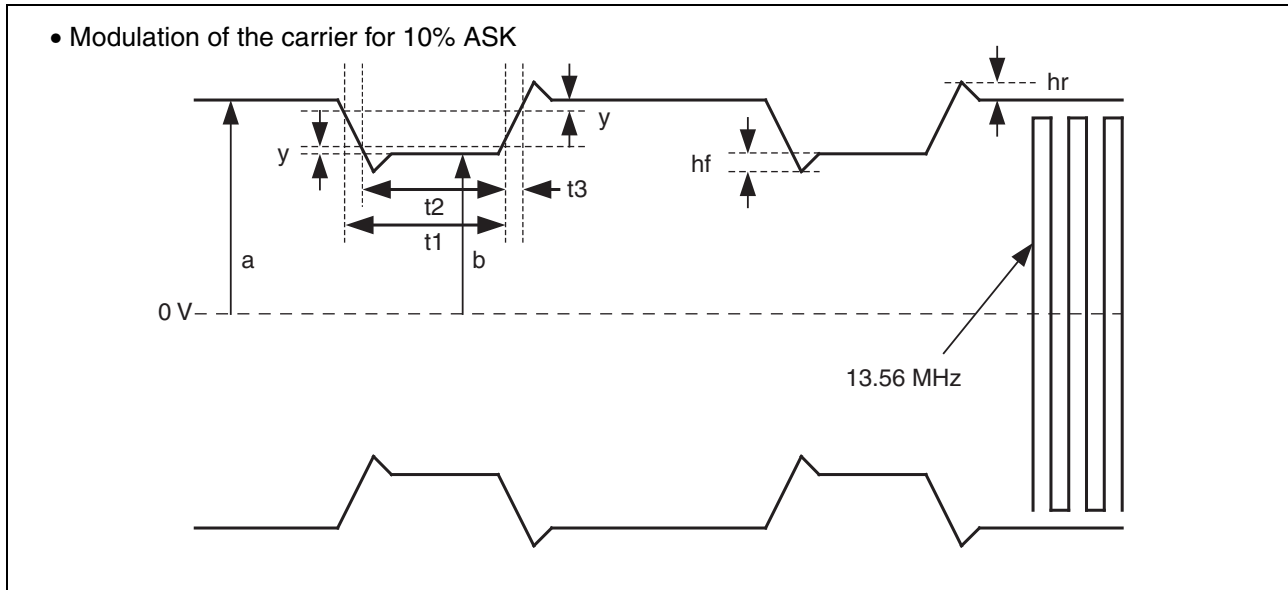 • Modulation of the carrier for 10% ASK
hr
y
y
hf
t2
t3
t1
a
b
0 V
13.56 MHz